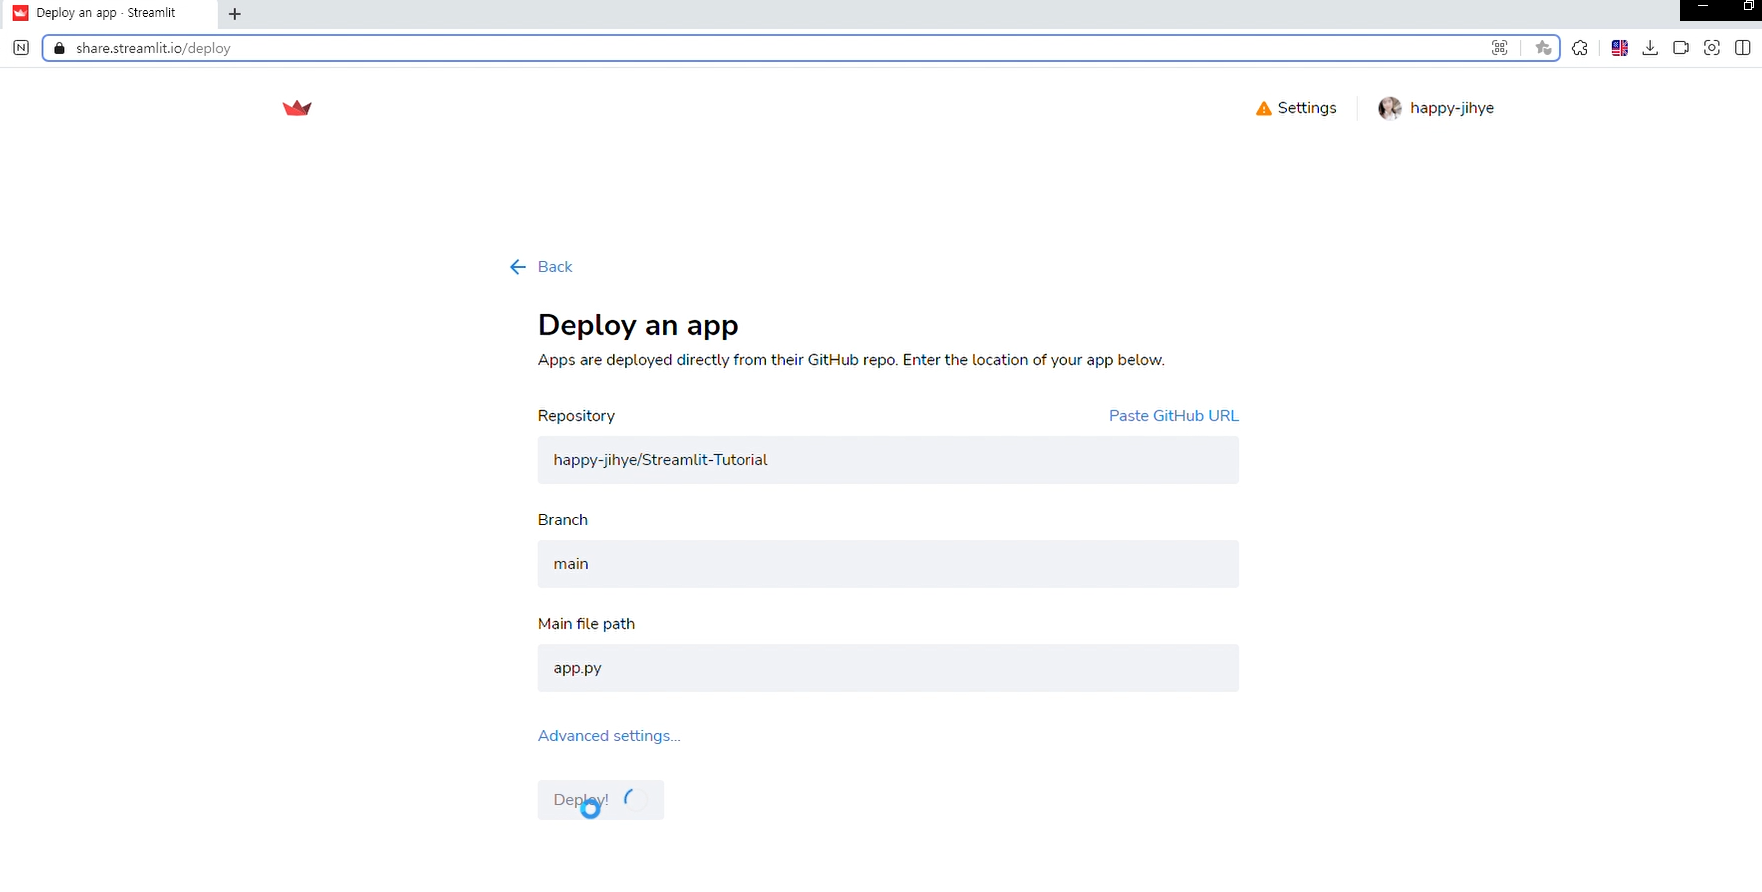 Deploy an app · Streamlit
share.streamlit.io/deploy
Settings
happy-jihye
Back
Deploy an app
Apps are deployed directly from their GitHub repo. Enter the location of your app below.
Repository
Paste GitHub URL
happy-jihye/Streamlit-Tutorial
Branch
main
Main file path
app.py
Advanced settings...
Deploy!